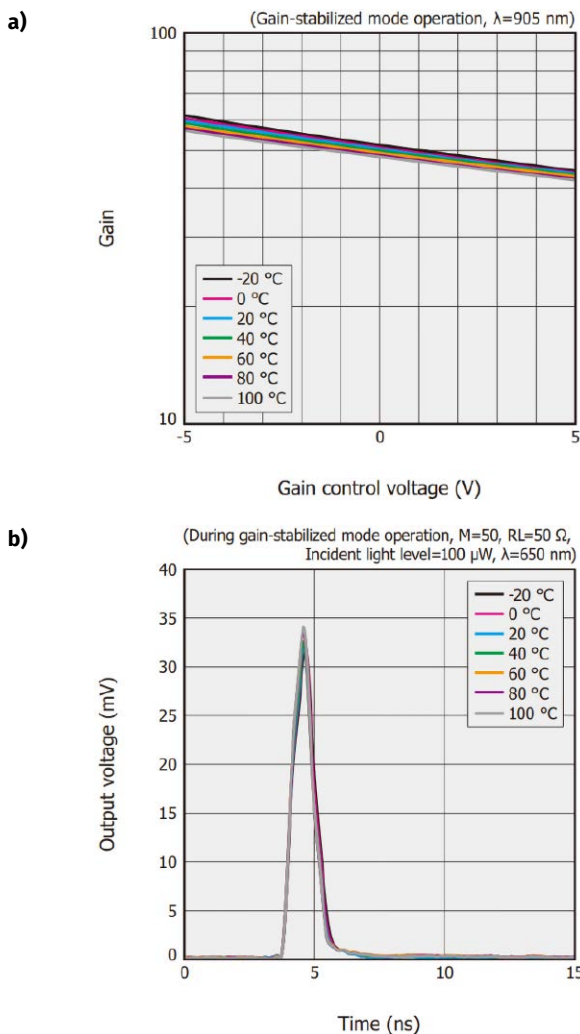 a)
(Gain-stabilized mode operation, λ=905 nm)
100
Gain
-20 °C
0 °C
20 °C
40 °C
60 °C
80 °C
100 °C
10
-5
0
5
Gain control voltage (V)
b)
(During gain-stabilized mode operation, M=50, RL=50 Ω,
Incident light level=100 μW, λ=650 nm)
40
35
30
25
20
15
10
5
0
Output voltage (mV)
-20 °C
0 °C
20 °C
40 °C
60 °C
80 °C
100 °C
0
5
10
15
Time (ns)